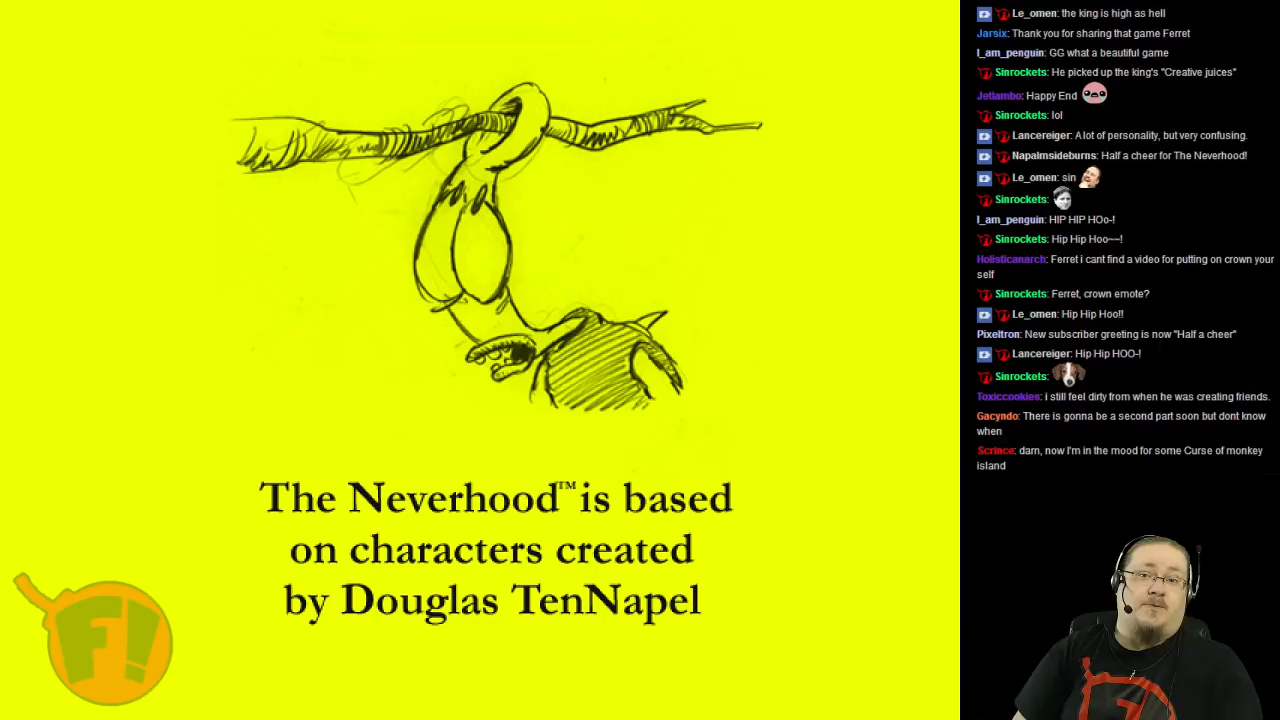 The Neverhood™ is based
on characters created
by Douglas TenNapel
F!
Le_omen: the king is high as hell
Jarsix: Thank you for sharing that game Ferret
I_am_penguin: GG what a beautiful game
Sinrockets: He picked up the king's "Creative juices"
Jetlambo: Happy End
Sinrockets: lol
Lancereiger: A lot of personality, but very confusing.
Napalmsideburns: Half a cheer for The Neverhood!
Le_omen: sin
Sinrockets:
I_am_penguin: HIP HIP HOo-!
Sinrockets: Hip Hip Hoo~~!
Holisticanarch: Ferret i cant find a video for putting on crown your
self
Sinrockets: Ferret, crown emote?
Le_omen: Hip Hip Hoo!!
Pixeltron: New subscriber greeting is now "Half a cheer"
Lancereiger: Hip Hip HOO-!
Sinrockets:
Toxiccookies: i still feel dirty from when he was creating friends.
Gacyndo: There is gonna be a second part soon but dont know
when
Scrince: darn, now I'm in the mood for some Curse of monkey
island